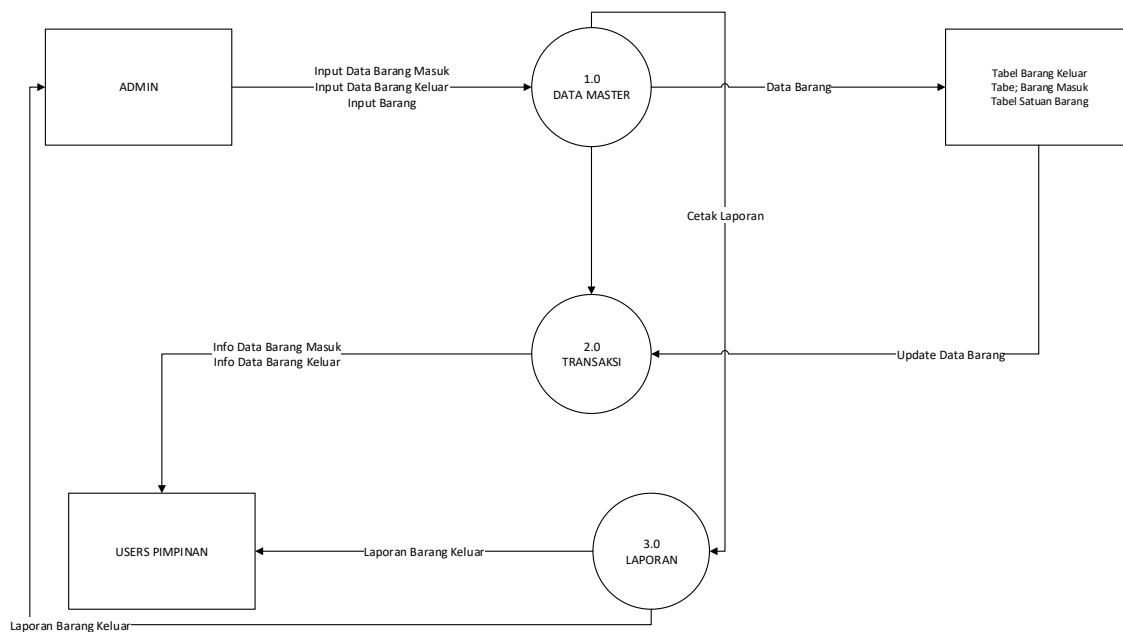 ADMIN
Input Data Barang Masuk
Input Data Barang Keluar
Input Barang
1.0
DATA MASTER
Data Barang
Tabel Barang Keluar
Tabe; Barang Masuk
Tabel Satuan Barang
Cetak Laporan
Info Data Barang Masuk
Info Data Barang Keluar
2.0
TRANSAKSI
Update Data Barang
USERS PIMPINAN
Laporan Barang Keluar
3.0
LAPORAN
Laporan Barang Keluar